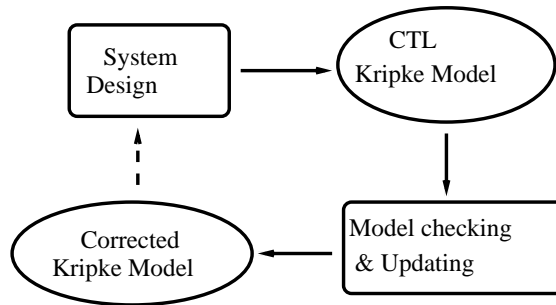 System
Design
CTL
Kripke Model
Model checking
& Updating
Corrected
Kripke Model